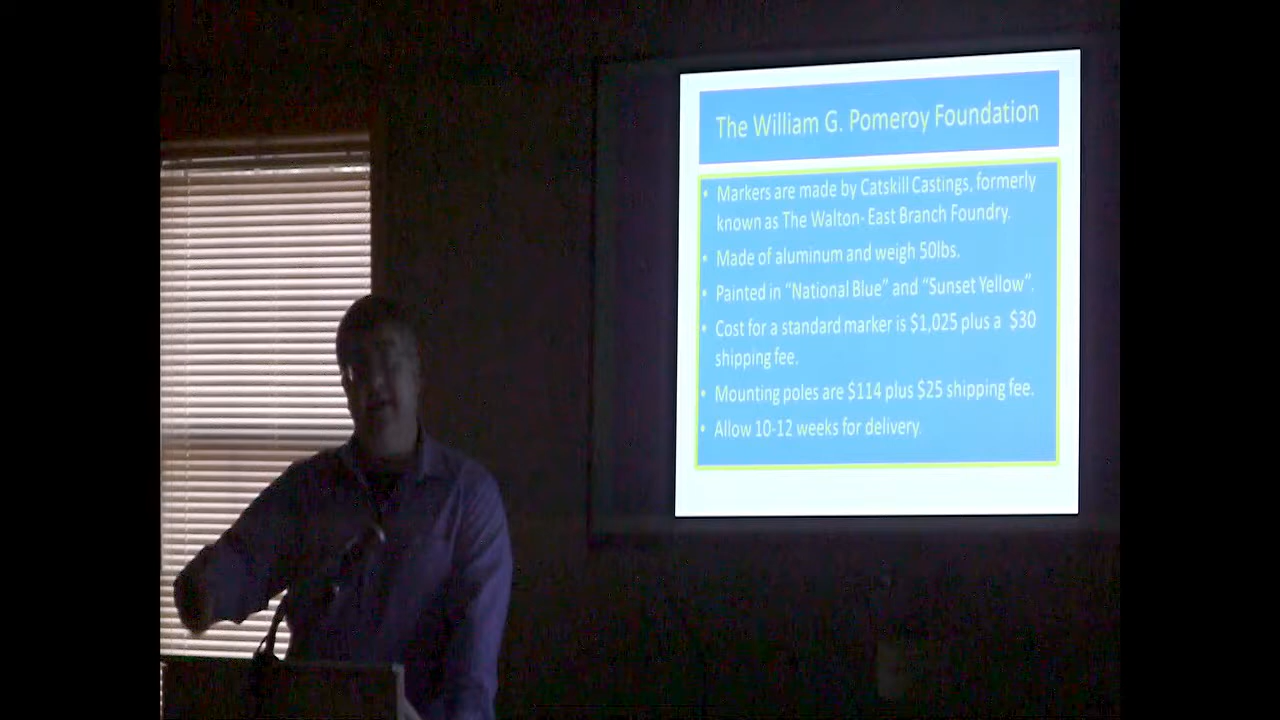 The William G. Pomeroy Foundation
• Markers are made by Catskill Castings, formerly
known as The Walton- East Branch Foundry.
• Made of aluminum and weigh 50lbs.
• Painted in “National Blue” and “Sunset Yellow”.
• Cost for a standard marker is $1,025 plus a $30
shipping fee.
• Mounting poles are $114 plus $25 shipping fee.
• Allow 10-12 weeks for delivery.